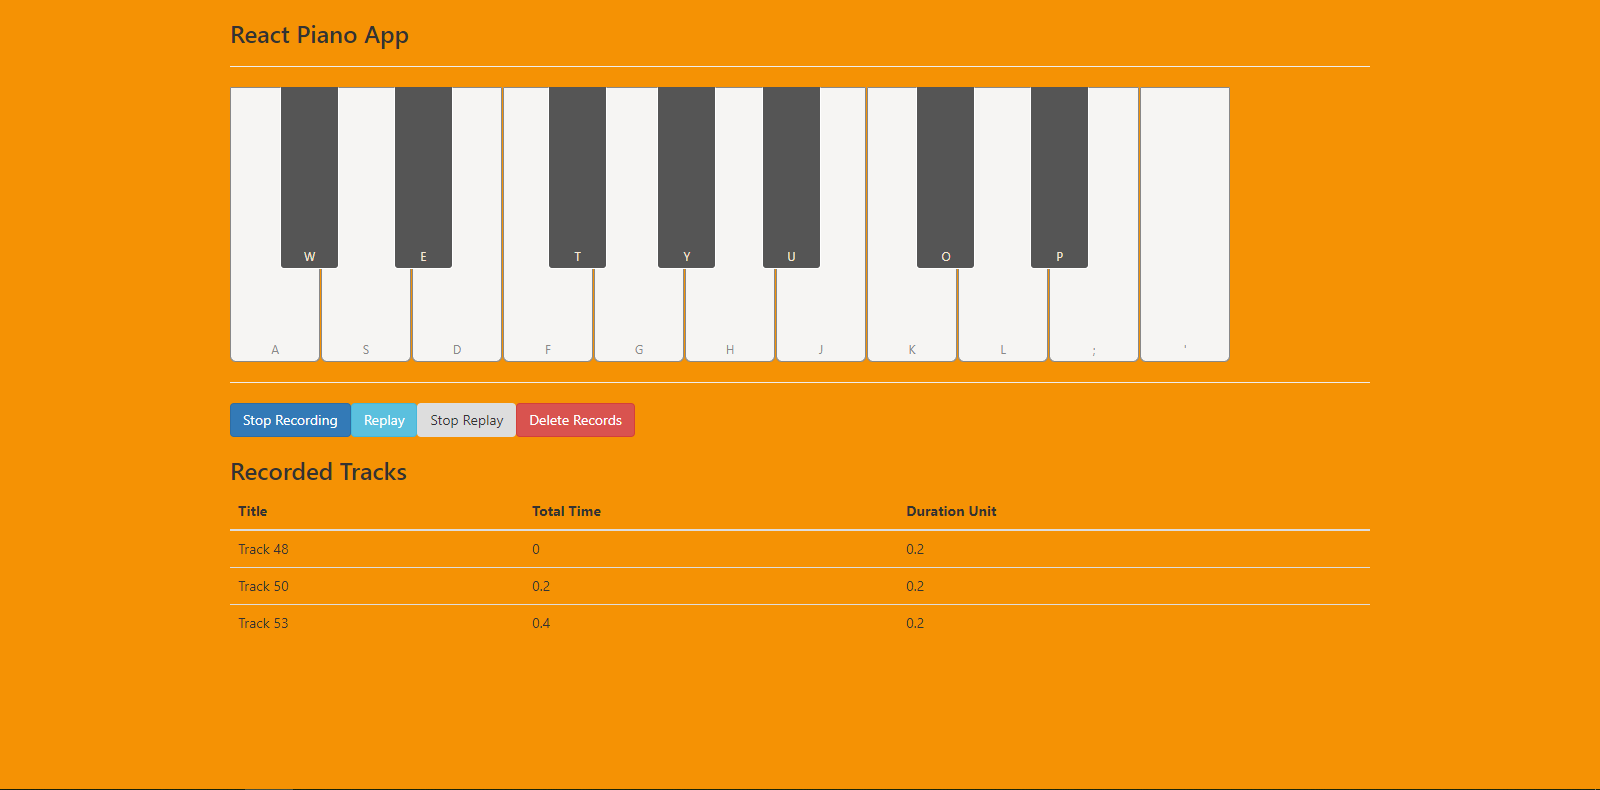 React Piano App
W E T Y U O P
A S D F G H J K L ; '
Stop Recording Replay Stop Replay Delete Records
Recorded Tracks
Title Total Time Duration Unit
Track 48 0 0.2
Track 50 0.2 0.2
Track 53 0.4 0.2